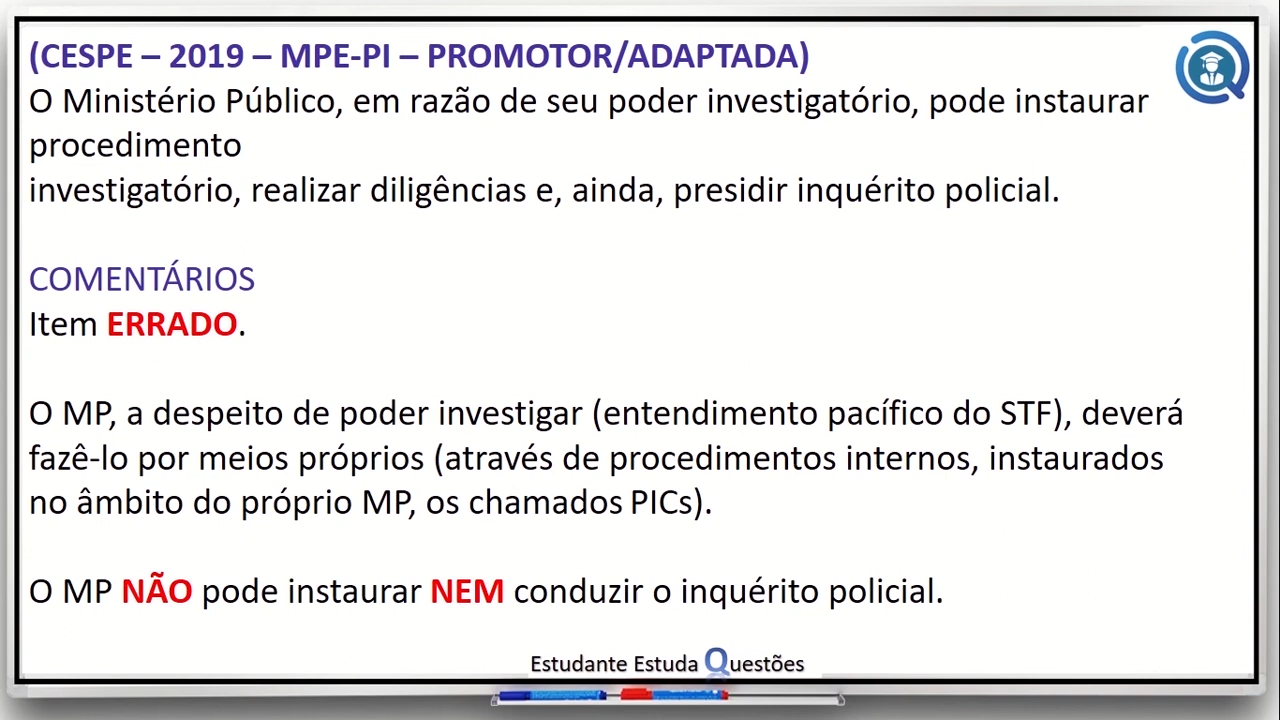 (CESPE – 2019 – MPE-PI – PROMOTOR/ADAPTADA)
O Ministério Público, em razão de seu poder investigatório, pode instaurar
procedimento
investigatório, realizar diligências e, ainda, presidir inquérito policial.
COMENTÁRIOS
Item ERRADO.
O MP, a despeito de poder investigar (entendimento pacífico do STF), deverá
fazê-lo por meios próprios (através de procedimentos internos, instaurados
no âmbito do próprio MP, os chamados PICs).
O MP NÃO pode instaurar NEM conduzir o inquérito policial.
Estudante Estuda Questões